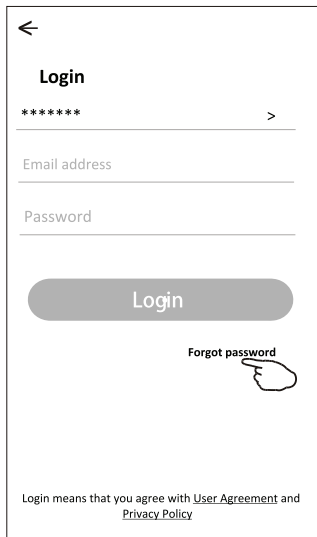 Login
******* >
Email address
Password
Login
Forgot password
Login means that you agree with User Agreement and
Privacy Policy